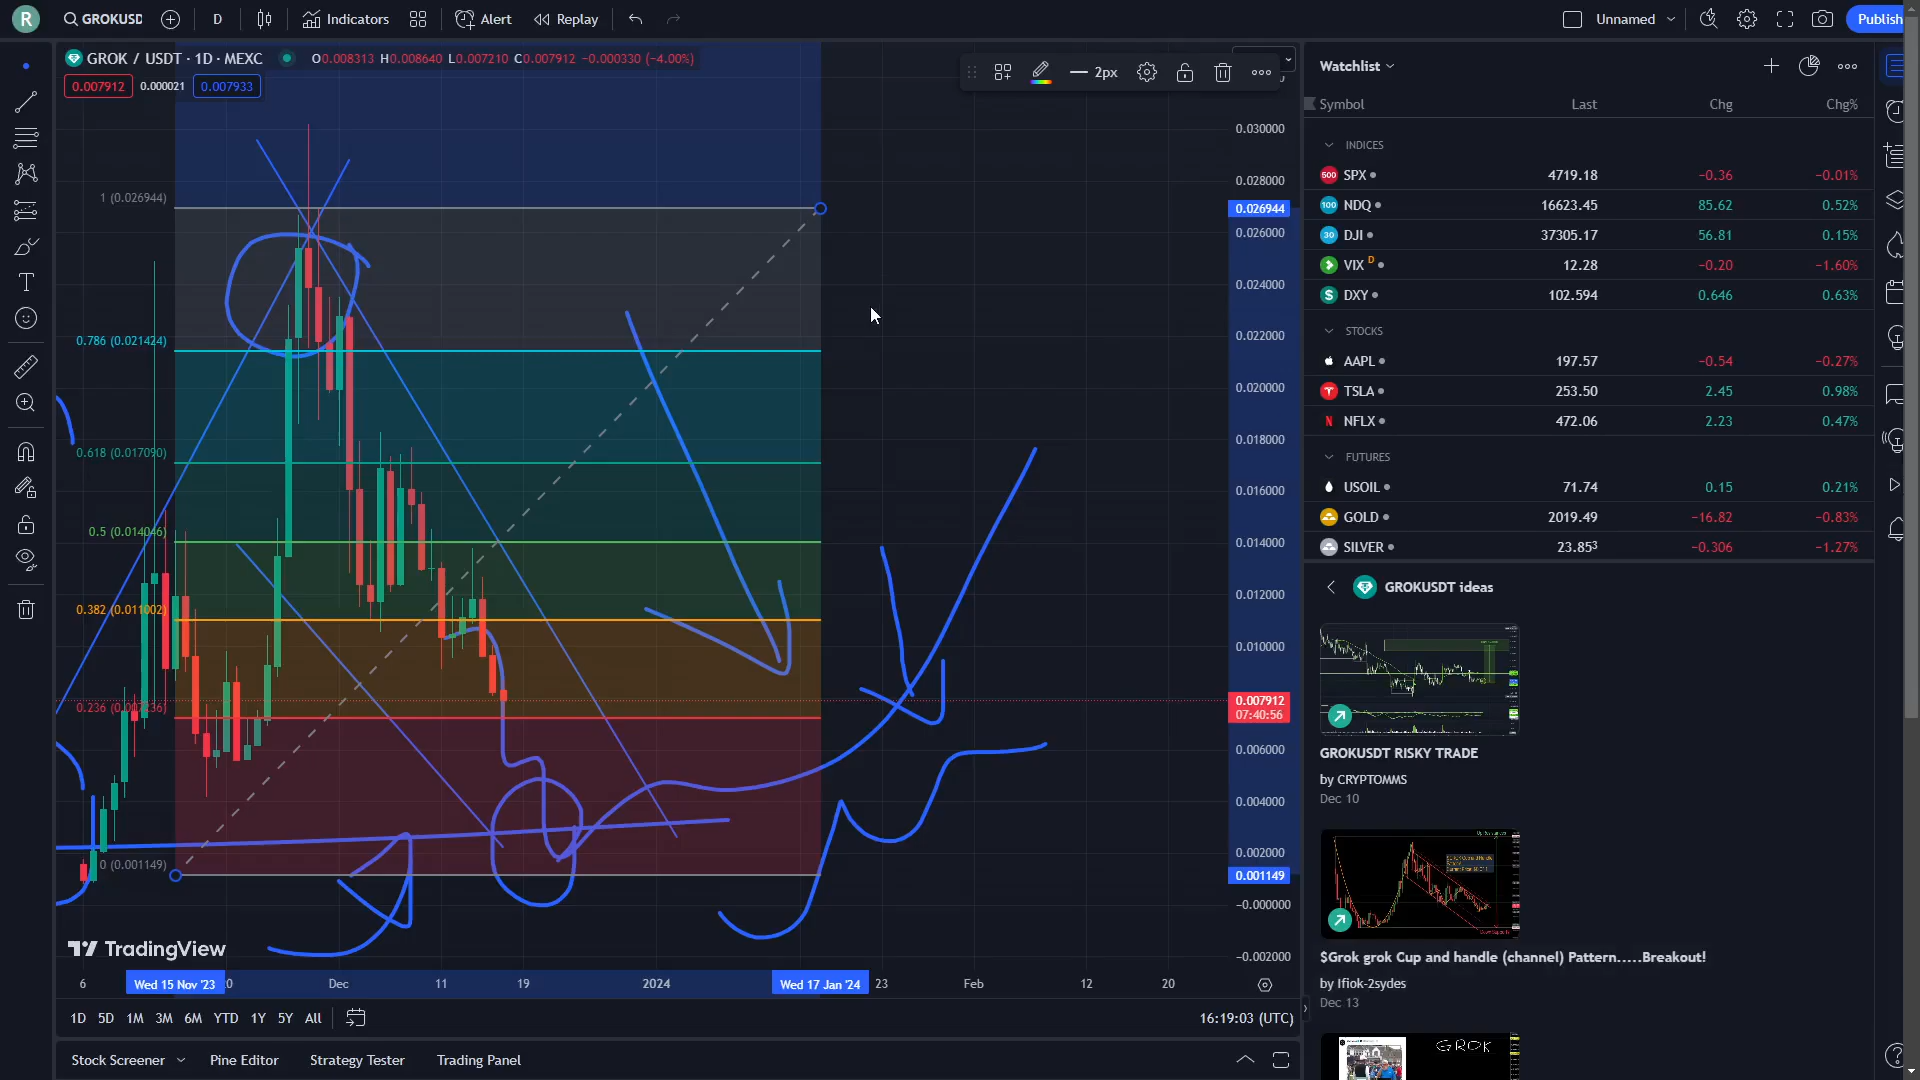 R GROKUSD D Indicators Alert Replay Unnamed Publish
GROK / USDT · 1D · MEXC O0.008313 H0.008640 L0.007210 C0.007912 −0.000330 (−4.00%)
0.007912 0.000021 0.007933
2px
0.030000
0.028000
1 (0.026944)
0.026944
0.026000
0.024000
0.022000
0.786 (0.021424)
0.020000
0.018000
0.618 (0.017090)
0.016000
0.5 (0.014046)
0.014000
0.012000
0.382 (0.011002)
0.010000
0.007912
07:40:56
0.236 (0.007236)
0.006000
0.004000
0.002000
0 (0.001149)
0.001149
−0.000000
−0.002000
TradingView
6 Wed 15 Nov '23 Dec 11 19 2024 Wed 17 Jan '24 23 Feb 12 20
1D 5D 1M 3M 6M YTD 1Y 5Y All 16:19:03 (UTC)
Stock Screener Pine Editor Strategy Tester Trading Panel
Watchlist
Symbol Last Chg Chg%
INDICES
500 SPX 4719.18 −0.36 −0.01%
100 NDQ 16623.45 85.62 0.52%
30 DJI 37305.17 56.81 0.15%
VIX D 12.28 −0.20 −1.60%
DXY 102.594 0.646 0.63%
STOCKS
AAPL 197.57 −0.54 −0.27%
TSLA 253.50 2.45 0.98%
NFLX 472.06 2.23 0.47%
FUTURES
USOIL 71.74 0.15 0.21%
GOLD 2019.49 −16.82 −0.83%
SILVER 23.85³ −0.306 −1.27%
GROKUSDT ideas
GROKUSDT RISKY TRADE
by CRYPTOMMS
Dec 10
$Grok grok Cup and handle (channel) Pattern.....Breakout!
by Ifiok-2sydes
Dec 13
GROK